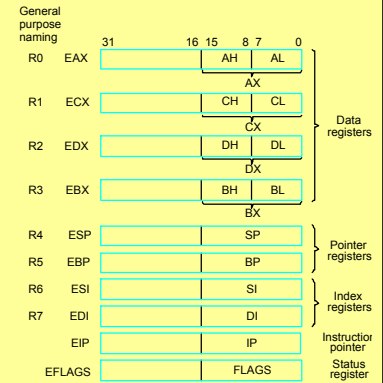 General
purpose
naming
31 16 15 8 7 0
R0 EAX AH AL
AX
R1 ECX CH CL
CX
Data
registers
R2 EDX DH DL
DX
R3 EBX BH BL
BX
R4 ESP SP
Pointer
registers
R5 EBP BP
R6 ESI SI
Index
registers
R7 EDI DI
EIP IP
Instruction
pointer
EFLAGS FLAGS
Status
register